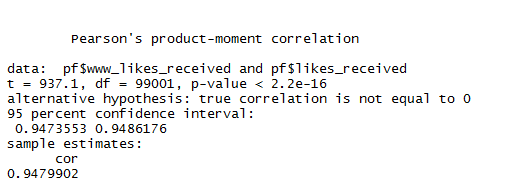 Pearson's product-moment correlation
data:  pf$www_likes_received and pf$likes_received
t = 937.1, df = 99001, p-value < 2.2e-16
alternative hypothesis: true correlation is not equal to 0
95 percent confidence interval:
0.9473553 0.9486176
sample estimates:
cor
0.9479902